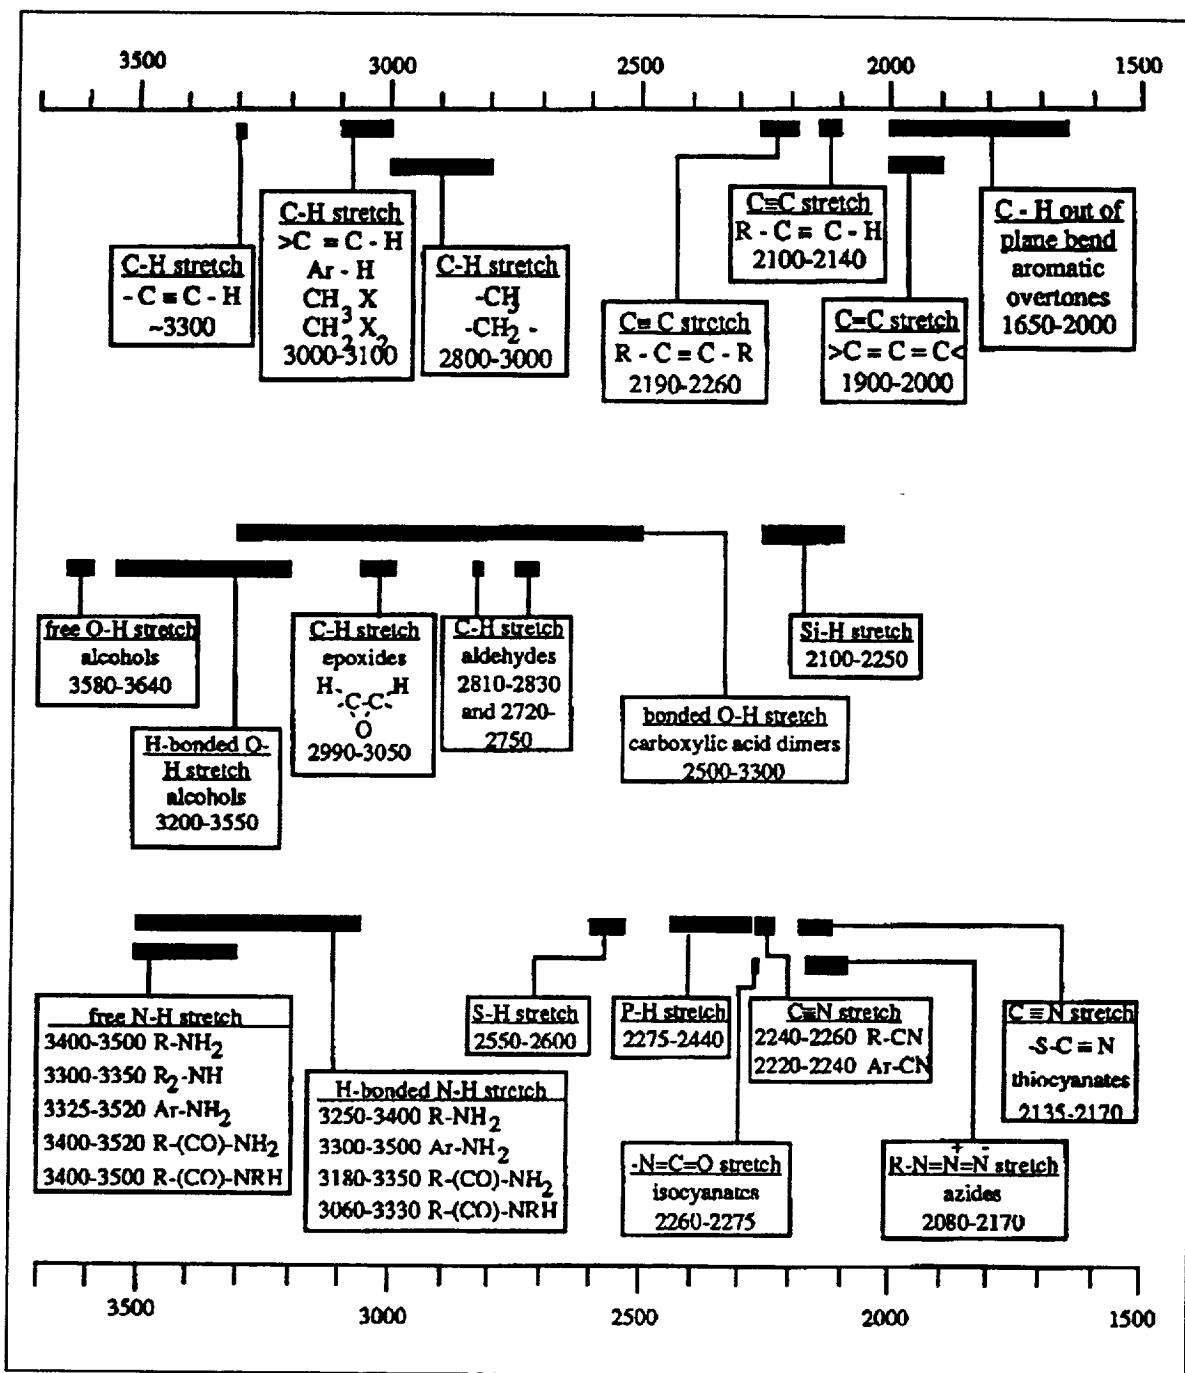 3500 3000 2500 2000 1500
C-H stretch
-C≡C-H
~3300
C-H stretch
>C=C-H
Ar-H
CH3 X
CH2 X2
3000-3100
C-H stretch
-CH3
-CH2-
2800-3000
C≡C stretch
R-C≡C-R
2190-2260
C≡C stretch
R-C≡C-H
2100-2140
C=C stretch
>C=C=C<
1900-2000
C-H out of
plane bend
aromatic
overtones
1650-2000
free O-H stretch
alcohols
3580-3640
H-bonded O-
H stretch
alcohols
3200-3550
C-H stretch
epoxides
H H
C-C
O
2990-3050
C-H stretch
aldehydes
2810-2830
and 2720-
2750
bonded O-H stretch
carboxylic acid dimers
2500-3300
Si-H stretch
2100-2250
free N-H stretch
3400-3500 R-NH2
3300-3350 R2-NH
3325-3520 Ar-NH2
3400-3520 R-(CO)-NH2
3400-3500 R-(CO)-NRH
H-bonded N-H stretch
3250-3400 R-NH2
3300-3500 Ar-NH2
3180-3350 R-(CO)-NH2
3060-3330 R-(CO)-NRH
S-H stretch
2550-2600
P-H stretch
2275-2440
C≡N stretch
2240-2260 R-CN
2220-2240 Ar-CN
-N=C=O stretch
isocyanates
2260-2275
R-N=N=N stretch
+ -
azides
2080-2170
C≡N stretch
-S-C≡N
thiocyanates
2135-2170
3500 3000 2500 2000 1500